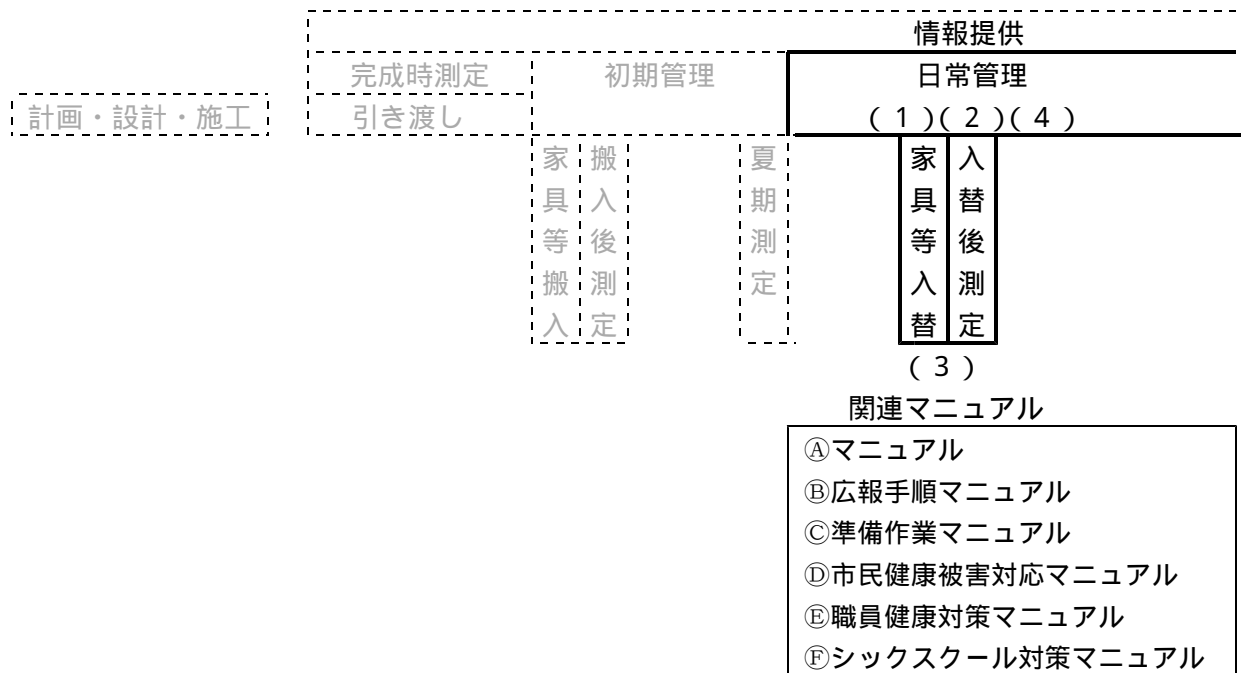 情報提供
完成時測定
初期管理
日常管理
計画・設計・施工
引き渡し
(1)(2)(4)
家具等搬入
搬入後測定
夏期測定
家具等入替
入替後測定
(3)
関連マニュアル
Ⓐマニュアル
Ⓑ広報手順マニュアル
Ⓒ準備作業マニュアル
Ⓓ市民健康被害対応マニュアル
Ⓔ職員健康対策マニュアル
Ⓕシックスクール対策マニュアル